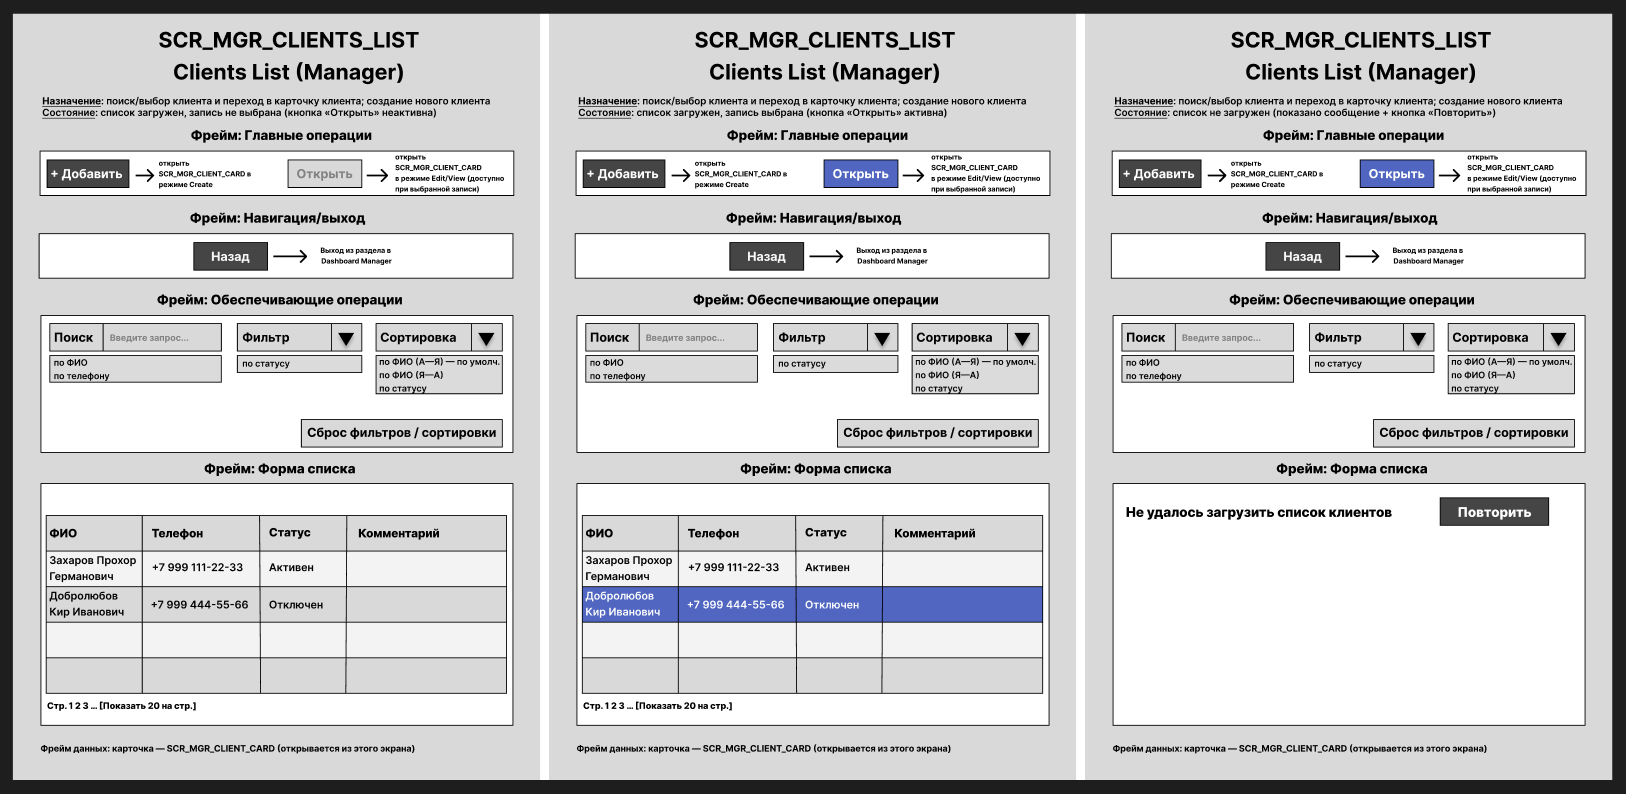 SCR_MGR_CLIENTS_LIST
Clients List (Manager)
Назначение: поиск/выбор клиента и переход в карточку клиента; создание нового клиента
Состояние: список загружен, запись не выбрана (кнопка «Открыть» неактивна)
Фрейм: Главные операции
+ Добавить
открыть
SCR_MGR_CLIENT_CARD в
режиме Create
Открыть
открыть
SCR_MGR_CLIENT_CARD
в режиме Edit/View (доступно
при выбранной записи)
Фрейм: Навигация/выход
Назад
Выход из раздела в
Dashboard Manager
Фрейм: Обеспечивающие операции
Поиск
Введите запрос...
Фильтр
Сортировка
по ФИО
по телефону
по статусу
по ФИО (А—Я) — по умолч.
по ФИО (Я—А)
по статусу
Сброс фильтров / сортировки
Фрейм: Форма списка
ФИО
Телефон
Статус
Комментарий
Захаров Прохор
Германович
+7 999 111-22-33
Активен
Добролюбов
Кир Иванович
+7 999 444-55-66
Отключен
Стр. 1 2 3 … [Показать 20 на стр.]
Фрейм данных: карточка — SCR_MGR_CLIENT_CARD (открывается из этого экрана)
SCR_MGR_CLIENTS_LIST
Clients List (Manager)
Назначение: поиск/выбор клиента и переход в карточку клиента; создание нового клиента
Состояние: список загружен, запись выбрана (кнопка «Открыть» активна)
Фрейм: Главные операции
+ Добавить
открыть
SCR_MGR_CLIENT_CARD в
режиме Create
Открыть
открыть
SCR_MGR_CLIENT_CARD
в режиме Edit/View (доступно
при выбранной записи)
Фрейм: Навигация/выход
Назад
Выход из раздела в
Dashboard Manager
Фрейм: Обеспечивающие операции
Поиск
Введите запрос...
Фильтр
Сортировка
по ФИО
по телефону
по статусу
по ФИО (А—Я) — по умолч.
по ФИО (Я—А)
по статусу
Сброс фильтров / сортировки
Фрейм: Форма списка
ФИО
Телефон
Статус
Комментарий
Захаров Прохор
Германович
+7 999 111-22-33
Активен
Добролюбов
Кир Иванович
+7 999 444-55-66
Отключен
Стр. 1 2 3 … [Показать 20 на стр.]
Фрейм данных: карточка — SCR_MGR_CLIENT_CARD (открывается из этого экрана)
SCR_MGR_CLIENTS_LIST
Clients List (Manager)
Назначение: поиск/выбор клиента и переход в карточку клиента; создание нового клиента
Состояние: список не загружен (показано сообщение + кнопка «Повторить»)
Фрейм: Главные операции
+ Добавить
открыть
SCR_MGR_CLIENT_CARD в
режиме Create
Открыть
открыть
SCR_MGR_CLIENT_CARD
в режиме Edit/View (доступно
при выбранной записи)
Фрейм: Навигация/выход
Назад
Выход из раздела в
Dashboard Manager
Фрейм: Обеспечивающие операции
Поиск
Введите запрос...
Фильтр
Сортировка
по ФИО
по телефону
по статусу
по ФИО (А—Я) — по умолч.
по ФИО (Я—А)
по статусу
Сброс фильтров / сортировки
Фрейм: Форма списка
Не удалось загрузить список клиентов
Повторить
Фрейм данных: карточка — SCR_MGR_CLIENT_CARD (открывается из этого экрана)